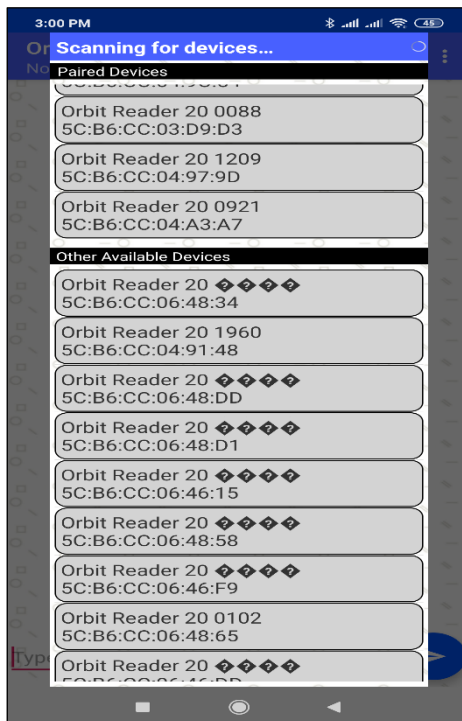 3:00 PM
45
Or
No
Scanning for devices...
Paired Devices
Orbit Reader 20 0088
5C:B6:CC:03:D9:D3
Orbit Reader 20 1209
5C:B6:CC:04:97:9D
Orbit Reader 20 0921
5C:B6:CC:04:A3:A7
Other Available Devices
Orbit Reader 20 ����
5C:B6:CC:06:48:34
Orbit Reader 20 1960
5C:B6:CC:04:91:48
Orbit Reader 20 ����
5C:B6:CC:06:48:DD
Orbit Reader 20 ����
5C:B6:CC:06:48:D1
Orbit Reader 20 ����
5C:B6:CC:06:46:15
Orbit Reader 20 ����
5C:B6:CC:06:48:58
Orbit Reader 20 ����
5C:B6:CC:06:46:F9
Orbit Reader 20 0102
5C:B6:CC:06:48:65
Type
Orbit Reader 20 ����